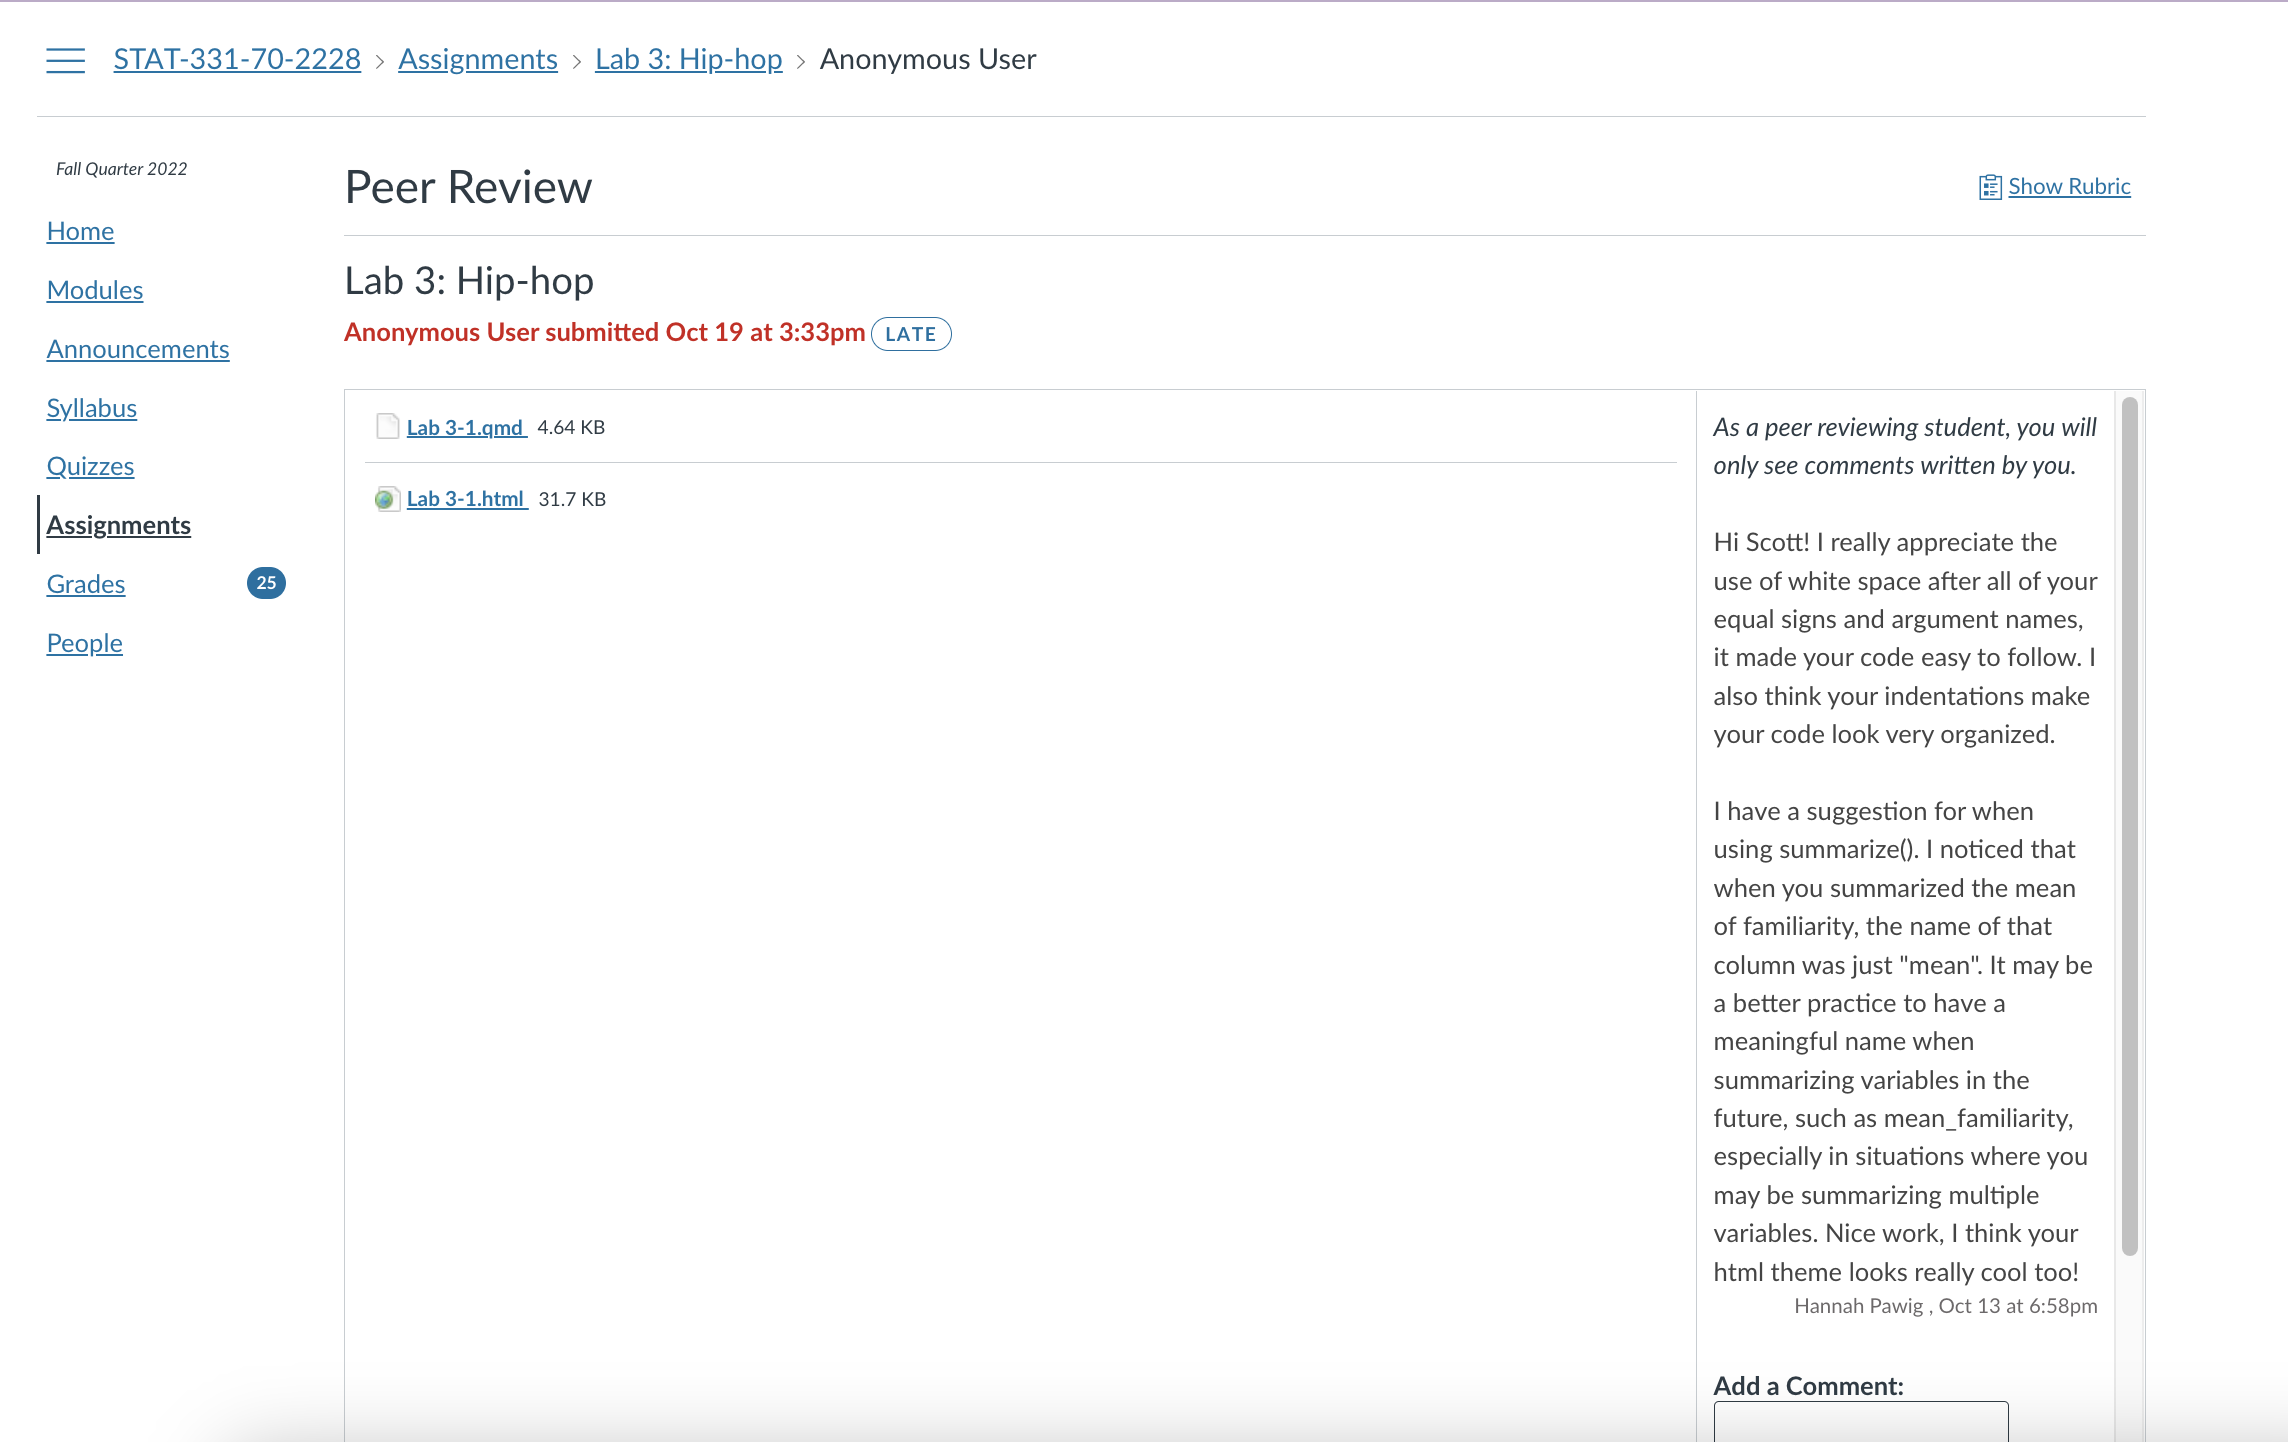 STAT-331-70-2228 > Assignments > Lab 3: Hip-hop > Anonymous User
Fall Quarter 2022
Home
Modules
Announcements
Syllabus
Quizzes
Assignments
Grades 25
People
Peer Review
Show Rubric
Lab 3: Hip-hop
Anonymous User submitted Oct 19 at 3:33pm LATE
Lab 3-1.qmd 4.64 KB
Lab 3-1.html 31.7 KB
As a peer reviewing student, you will
only see comments written by you.
Hi Scott! I really appreciate the
use of white space after all of your
equal signs and argument names,
it made your code easy to follow. I
also think your indentations make
your code look very organized.
I have a suggestion for when
using summarize(). I noticed that
when you summarized the mean
of familiarity, the name of that
column was just "mean". It may be
a better practice to have a
meaningful name when
summarizing variables in the
future, such as mean_familiarity,
especially in situations where you
may be summarizing multiple
variables. Nice work, I think your
html theme looks really cool too!
Hannah Pawig , Oct 13 at 6:58pm
Add a Comment: